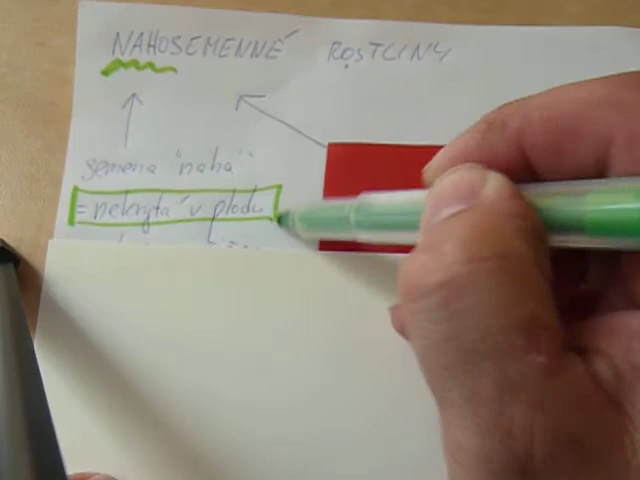 NAHOSEMENNÉ ROSTLINY
semena "nahá"
= nekrytá v plodu